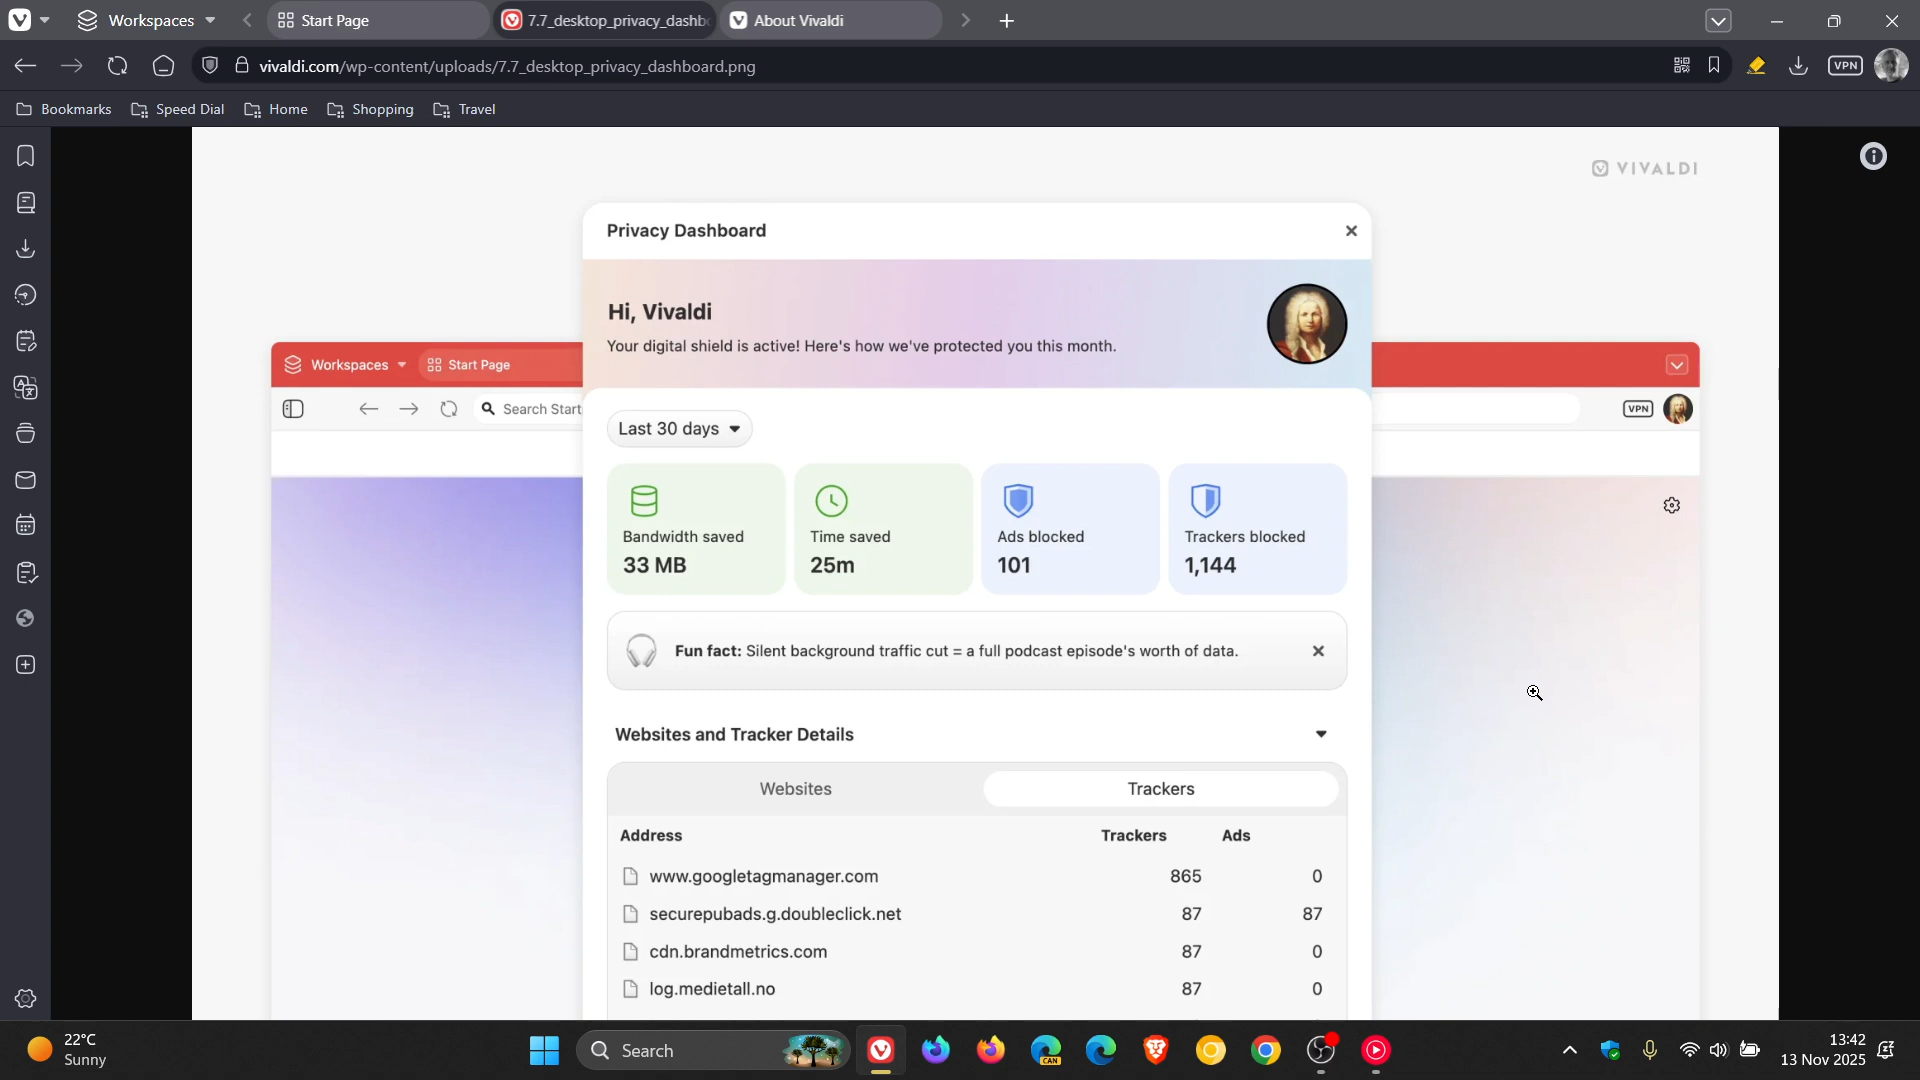 Workspaces
Start Page
7.7_desktop_privacy_dashb
About Vivaldi
vivaldi.com/wp-content/uploads/7.7_desktop_privacy_dashboard.png
VPN
Bookmarks
Speed Dial
Home
Shopping
Travel
VIVALDI
Privacy Dashboard
Hi, Vivaldi
Your digital shield is active! Here's how we've protected you this month.
Workspaces
Start Page
Search Start
VPN
Last 30 days
Bandwidth saved
33 MB
Time saved
25m
Ads blocked
101
Trackers blocked
1,144
Fun fact: Silent background traffic cut = a full podcast episode's worth of data.
Websites and Tracker Details
Websites
Trackers
Address Trackers Ads
www.googletagmanager.com 865 0
securepubads.g.doubleclick.net 87 87
cdn.brandmetrics.com 87 0
log.medietall.no 87 0
22°C
Sunny
Search
CAN
13:42
13 Nov 2025